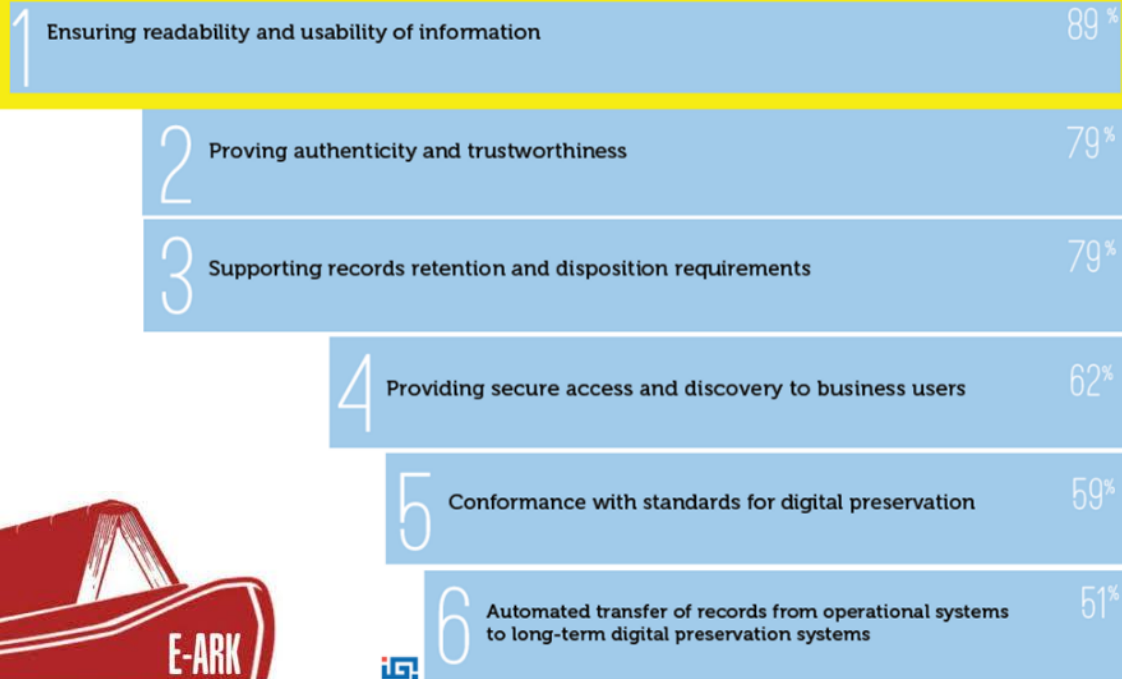 1
Ensuring readability and usability of information
89 %
2
Proving authenticity and trustworthiness
79%
3
Supporting records retention and disposition requirements
79%
4
Providing secure access and discovery to business users
62%
5
Conformance with standards for digital preservation
59%
6
Automated transfer of records from operational systems
to long-term digital preservation systems
51%
E-ARK